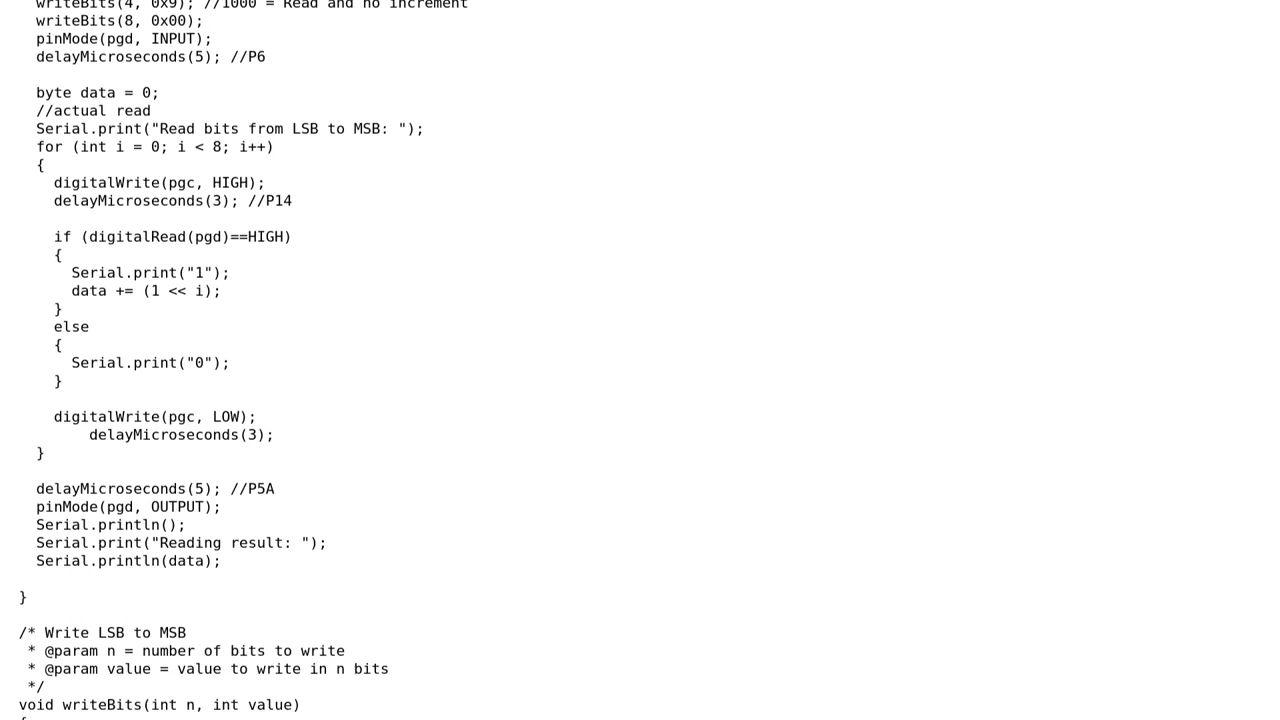 writeBits(4, 0x9); //1000 = Read and no increment
writeBits(8, 0x00);
pinMode(pgd, INPUT);
delayMicroseconds(5); //P6
byte data = 0;
//actual read
Serial.print("Read bits from LSB to MSB: ");
for (int i = 0; i < 8; i++)
{
digitalWrite(pgc, HIGH);
delayMicroseconds(3); //P14
if (digitalRead(pgd)==HIGH)
{
Serial.print("1");
data += (1 << i);
}
else
{
Serial.print("0");
}
digitalWrite(pgc, LOW);
delayMicroseconds(3);
}
delayMicroseconds(5); //P5A
pinMode(pgd, OUTPUT);
Serial.println();
Serial.print("Reading result: ");
Serial.println(data);
}
/* Write LSB to MSB
* @param n = number of bits to write
* @param value = value to write in n bits
*/
void writeBits(int n, int value)
{